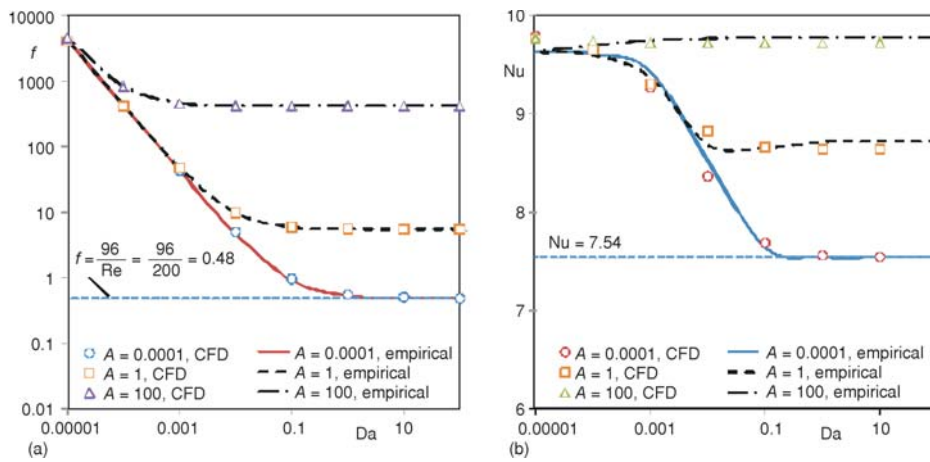 10000
f
1000
100
10
1
0.1
0.01
f = 96/Re = 96/200 = 0.48
A = 0.0001, CFD
A = 1, CFD
A = 100, CFD
A = 0.0001, empirical
A = 1, empirical
A = 100, empirical
0.00001 0.001 0.1 10
Da
(a)
10
Nu
9
8
7
6
Nu = 7.54
A = 0.0001, CFD
A = 1, CFD
A = 100, CFD
A = 0.0001, empirical
A = 1, empirical
A = 100, empirical
0.00001 0.001 0.1 10
Da
(b)